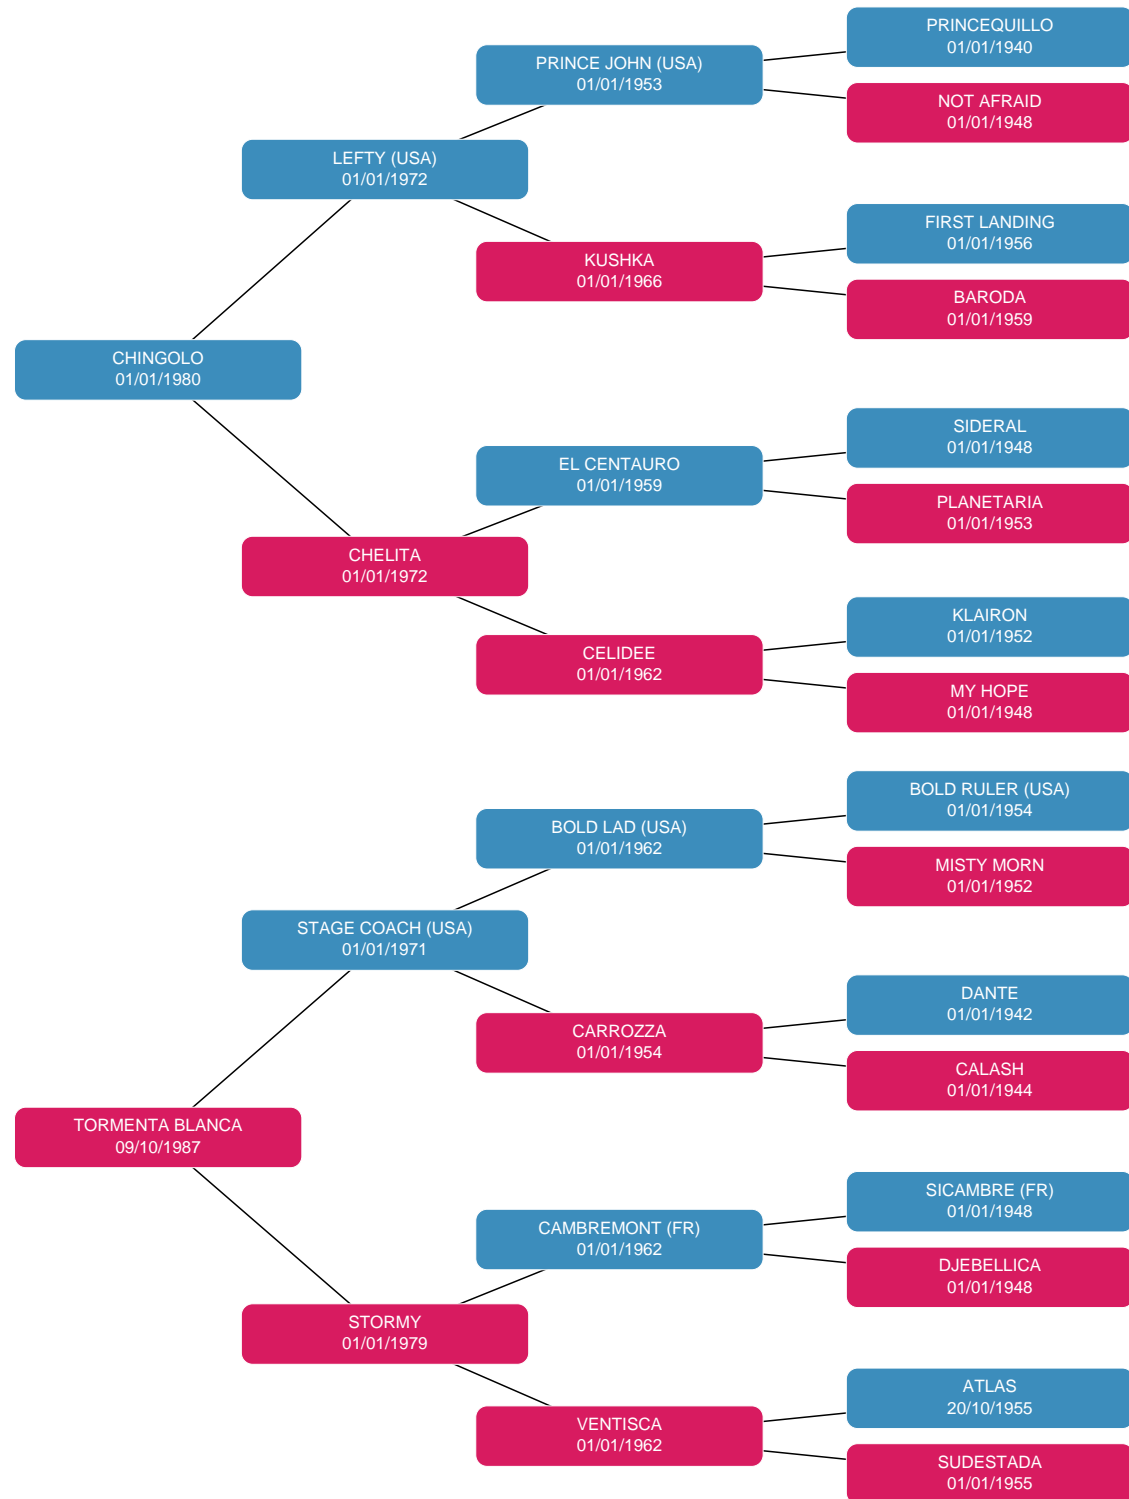 PRINCEQUILLO
01/01/1940
PRINCE JOHN (USA)
01/01/1953
NOT AFRAID
01/01/1948
LEFTY (USA)
01/01/1972
FIRST LANDING
01/01/1956
KUSHKA
01/01/1966
BARODA
01/01/1959
CHINGOLO
01/01/1980
SIDERAL
01/01/1948
EL CENTAURO
01/01/1959
PLANETARIA
01/01/1953
CHELITA
01/01/1972
KLAIRON
01/01/1952
CELIDEE
01/01/1962
MY HOPE
01/01/1948
BOLD RULER (USA)
01/01/1954
BOLD LAD (USA)
01/01/1962
MISTY MORN
01/01/1952
STAGE COACH (USA)
01/01/1971
DANTE
01/01/1942
CARROZZA
01/01/1954
CALASH
01/01/1944
TORMENTA BLANCA
09/10/1987
SICAMBRE (FR)
01/01/1948
CAMBREMONT (FR)
01/01/1962
DJEBELLICA
01/01/1948
STORMY
01/01/1979
ATLAS
20/10/1955
VENTISCA
01/01/1962
SUDESTADA
01/01/1955